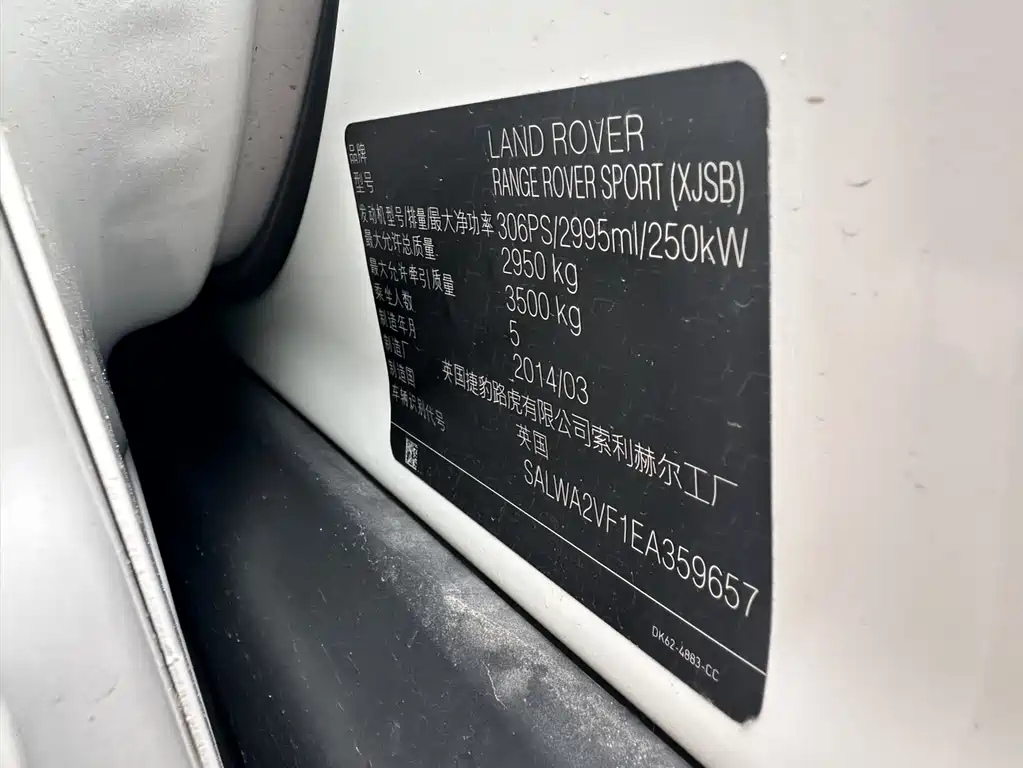 品牌 LAND ROVER
型号 RANGE ROVER SPORT (XJSB)
发动机型号/排量/最大净功率 306PS/2995ml/250kW
最大允许总质量 2950 kg
最大允许牵引质量 3500 kg
乘坐人数 5
制造年月 2014/03
制造厂 英国捷豹路虎有限公司索利赫尔工厂
制造国 英国
车辆识别代号 SALWA2VF1EA359657
DK62-4883-CC